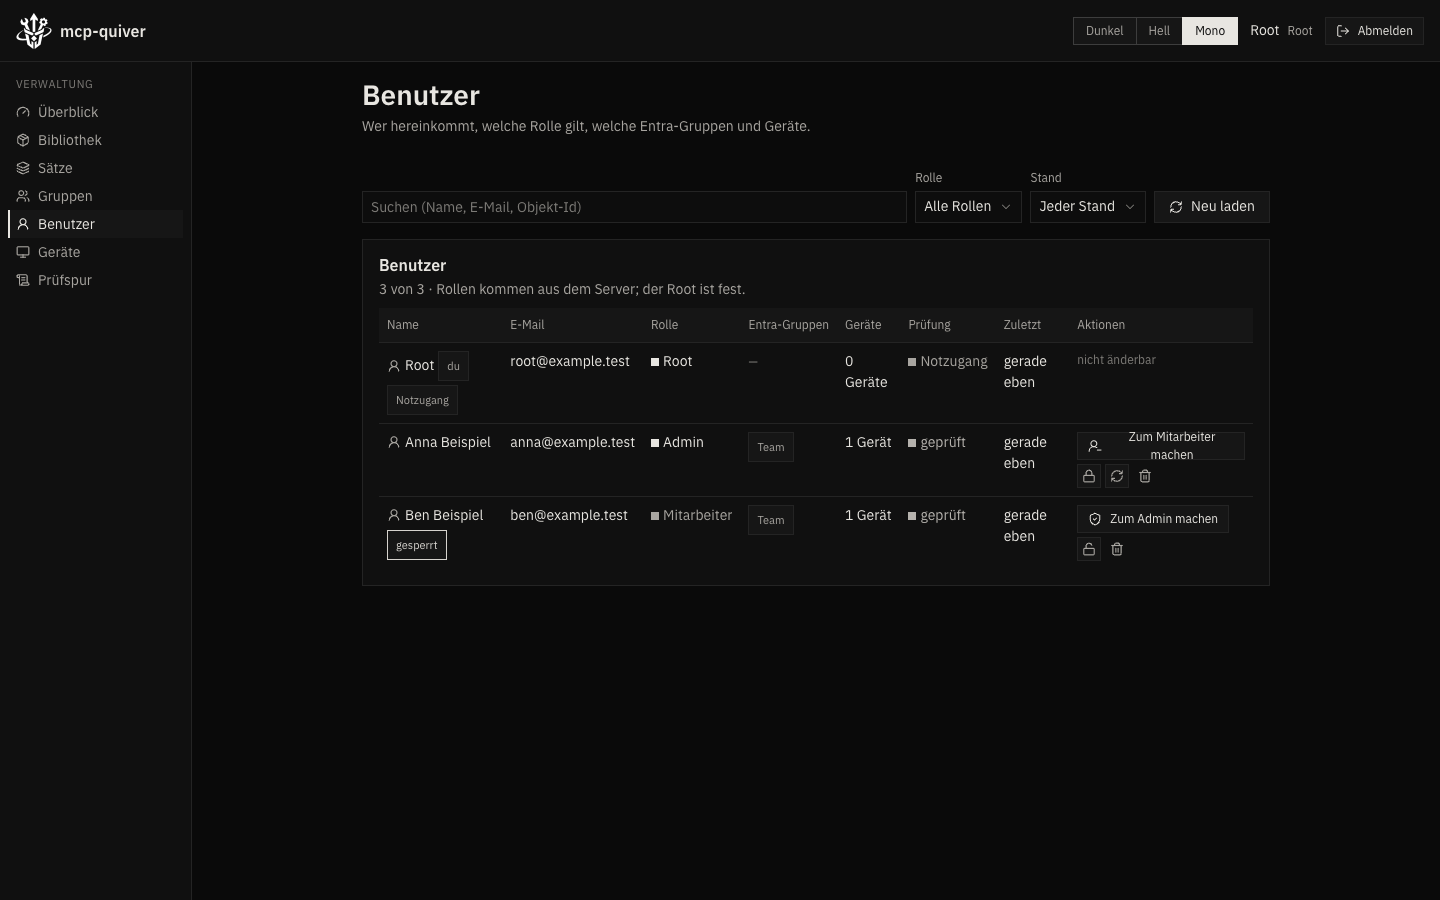 mcp-quiver
Dunkel Hell Mono Root Root Abmelden
VERWALTUNG
Überblick
Bibliothek
Sätze
Gruppen
Benutzer
Geräte
Prüfspur
Benutzer
Wer hereinkommt, welche Rolle gilt, welche Entra-Gruppen und Geräte.
Rolle Stand
Suchen (Name, E-Mail, Objekt-Id) Alle Rollen Jeder Stand Neu laden
Benutzer
3 von 3 · Rollen kommen aus dem Server; der Root ist fest.
Name E-Mail Rolle Entra-Gruppen Geräte Prüfung Zuletzt Aktionen
Root du root@example.test Root – 0 Notzugang gerade nicht änderbar
Geräte eben
Notzugang
Anna Beispiel anna@example.test Admin Team 1 Gerät geprüft gerade Zum Mitarbeiter
eben machen
Ben Beispiel ben@example.test Mitarbeiter Team 1 Gerät geprüft gerade Zum Admin machen
gesperrt eben